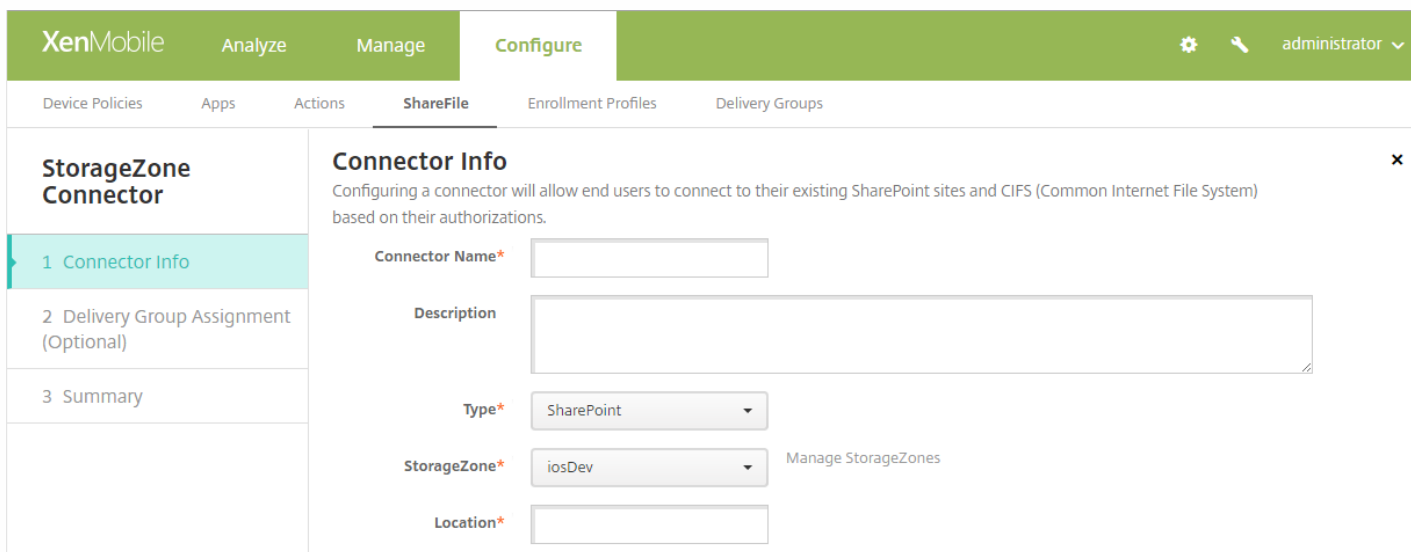 XenMobile Analyze Manage Configure administrator
Device Policies Apps Actions ShareFile Enrollment Profiles Delivery Groups
StorageZone
Connector
1 Connector Info
2 Delivery Group Assignment
(Optional)
3 Summary
Connector Info
Configuring a connector will allow end users to connect to their existing SharePoint sites and CIFS (Common Internet File System)
based on their authorizations.
Connector Name*
Description
Type* SharePoint
StorageZone* iosDev Manage StorageZones
Location*